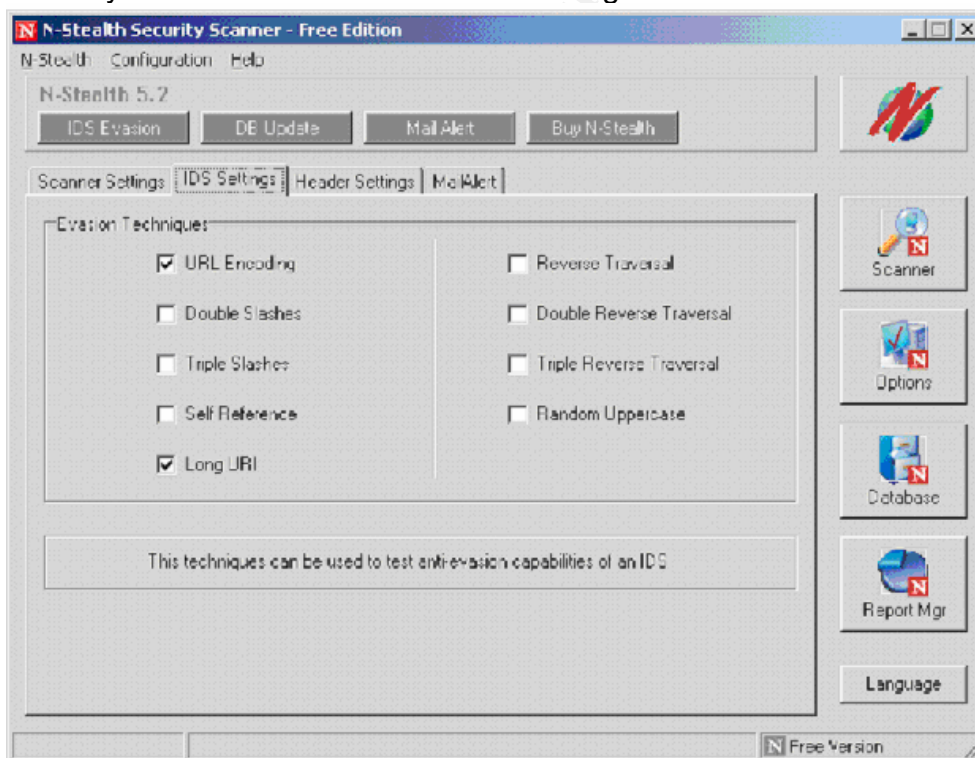 N-Stealth Security Scanner - Free Edition
N-Stealth Configuration Help
N-Stealth 5.2
IDS Evasion DB Update Mail Alert Buy N-Stealth
Scanner Settings IDS Settings Header Settings MailAlert
Evasion Techniques
URL Encoding
Double Slashes
Triple Slashes
Self Reference
Long URI
Reverse Traversal
Double Reverse Traversal
Triple Reverse Traversal
Random Uppercase
This techniques can be used to test anti-evasion capabilities of an IDS
Scanner
Options
Database
Report Mgr
Language
Free Version